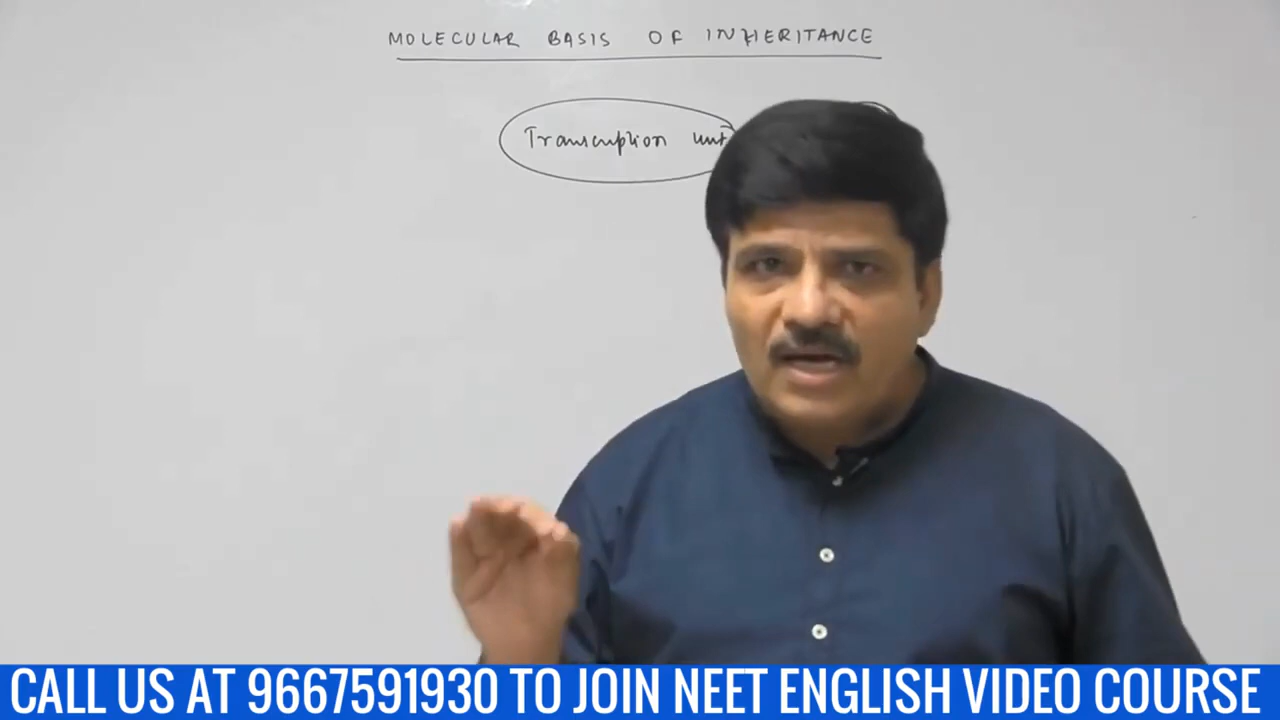 MOLECULAR BASIS OF INHERITANCE
Transcription unit
CALL US AT 9667591930 TO JOIN NEET ENGLISH VIDEO COURSE